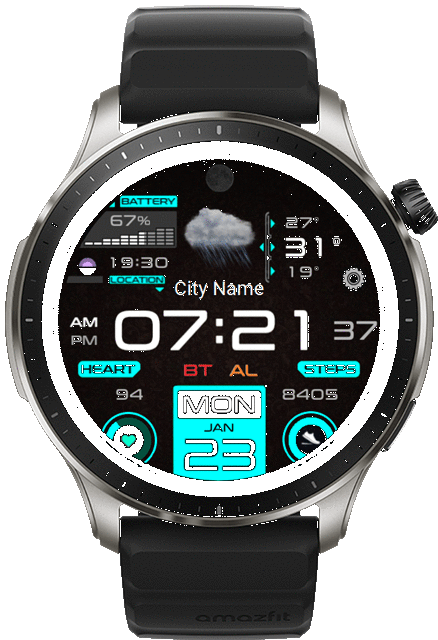 BATTERY
67%
27°
31°
19:30
19°
LOCATION
City Name
AM
PM
07:21 37
HEART BT AL STEPS
94 MON 8405
JAN
23
amazfit